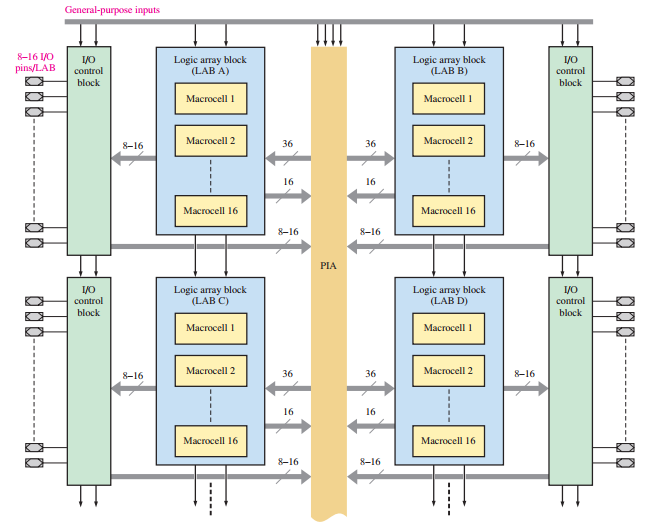 General-purpose inputs
8–16 I/O
pins/LAB
I/O
control
block
Logic array block
(LAB A)
Macrocell 1
Macrocell 2
Macrocell 16
Logic array block
(LAB B)
Macrocell 1
Macrocell 2
Macrocell 16
I/O
control
block
8–16
36
36
8–16
16
16
8–16
8–16
PIA
I/O
control
block
Logic array block
(LAB C)
Macrocell 1
Macrocell 2
Macrocell 16
Logic array block
(LAB D)
Macrocell 1
Macrocell 2
Macrocell 16
I/O
control
block
8–16
36
36
8–16
16
16
8–16
8–16